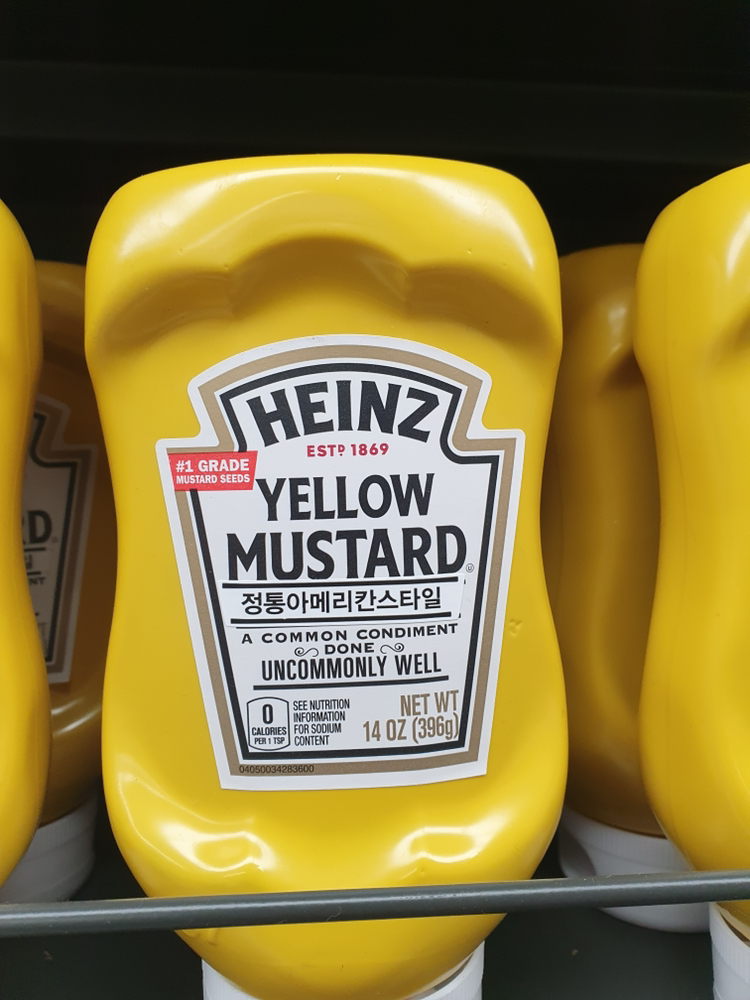 HEINZ
ESTD 1869
#1 GRADE
MUSTARD SEEDS
YELLOW
MUSTARD
정통아메리칸스타일
A COMMON CONDIMENT
DONE
UNCOMMONLY WELL
0
CALORIES
PER 1 TSP
SEE NUTRITION
INFORMATION
FOR SODIUM
CONTENT
NET WT
14 OZ (396g)
04050034283600
RD